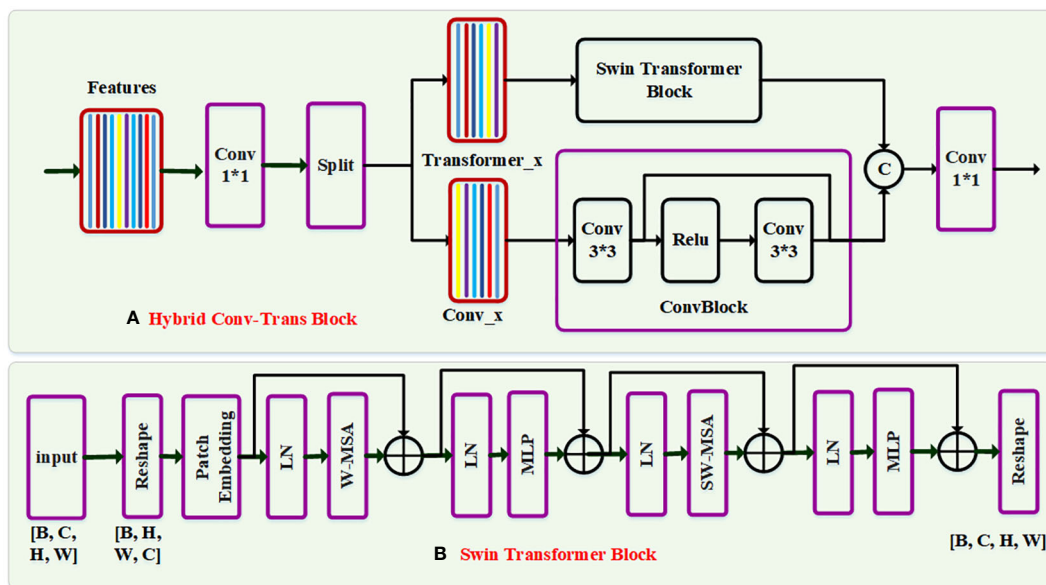 Features
Conv
1*1
Split
Transformer_x
Conv_x
Swin Transformer
Block
Conv
3*3
Relu
Conv
3*3
ConvBlock
C
Conv
1*1
A Hybrid Conv-Trans Block
input
[B, C,
H, W]
Reshape
[B, H,
W, C]
Patch
Embedding
LN
W-MSA
LN
MLP
LN
SW-MSA
LN
MLP
Reshape
[B, C, H, W]
B Swin Transformer Block